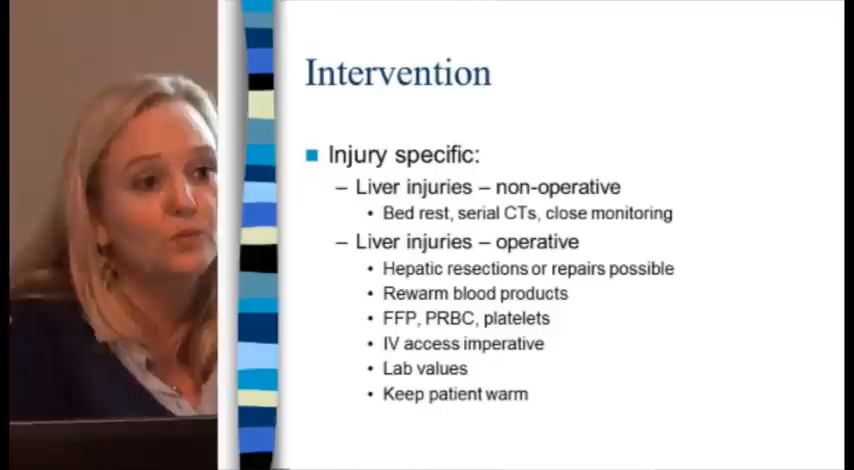 Intervention
Injury specific:
– Liver injuries – non-operative
• Bed rest, serial CTs, close monitoring
– Liver injuries – operative
• Hepatic resections or repairs possible
• Rewarm blood products
• FFP, PRBC, platelets
• IV access imperative
• Lab values
• Keep patient warm